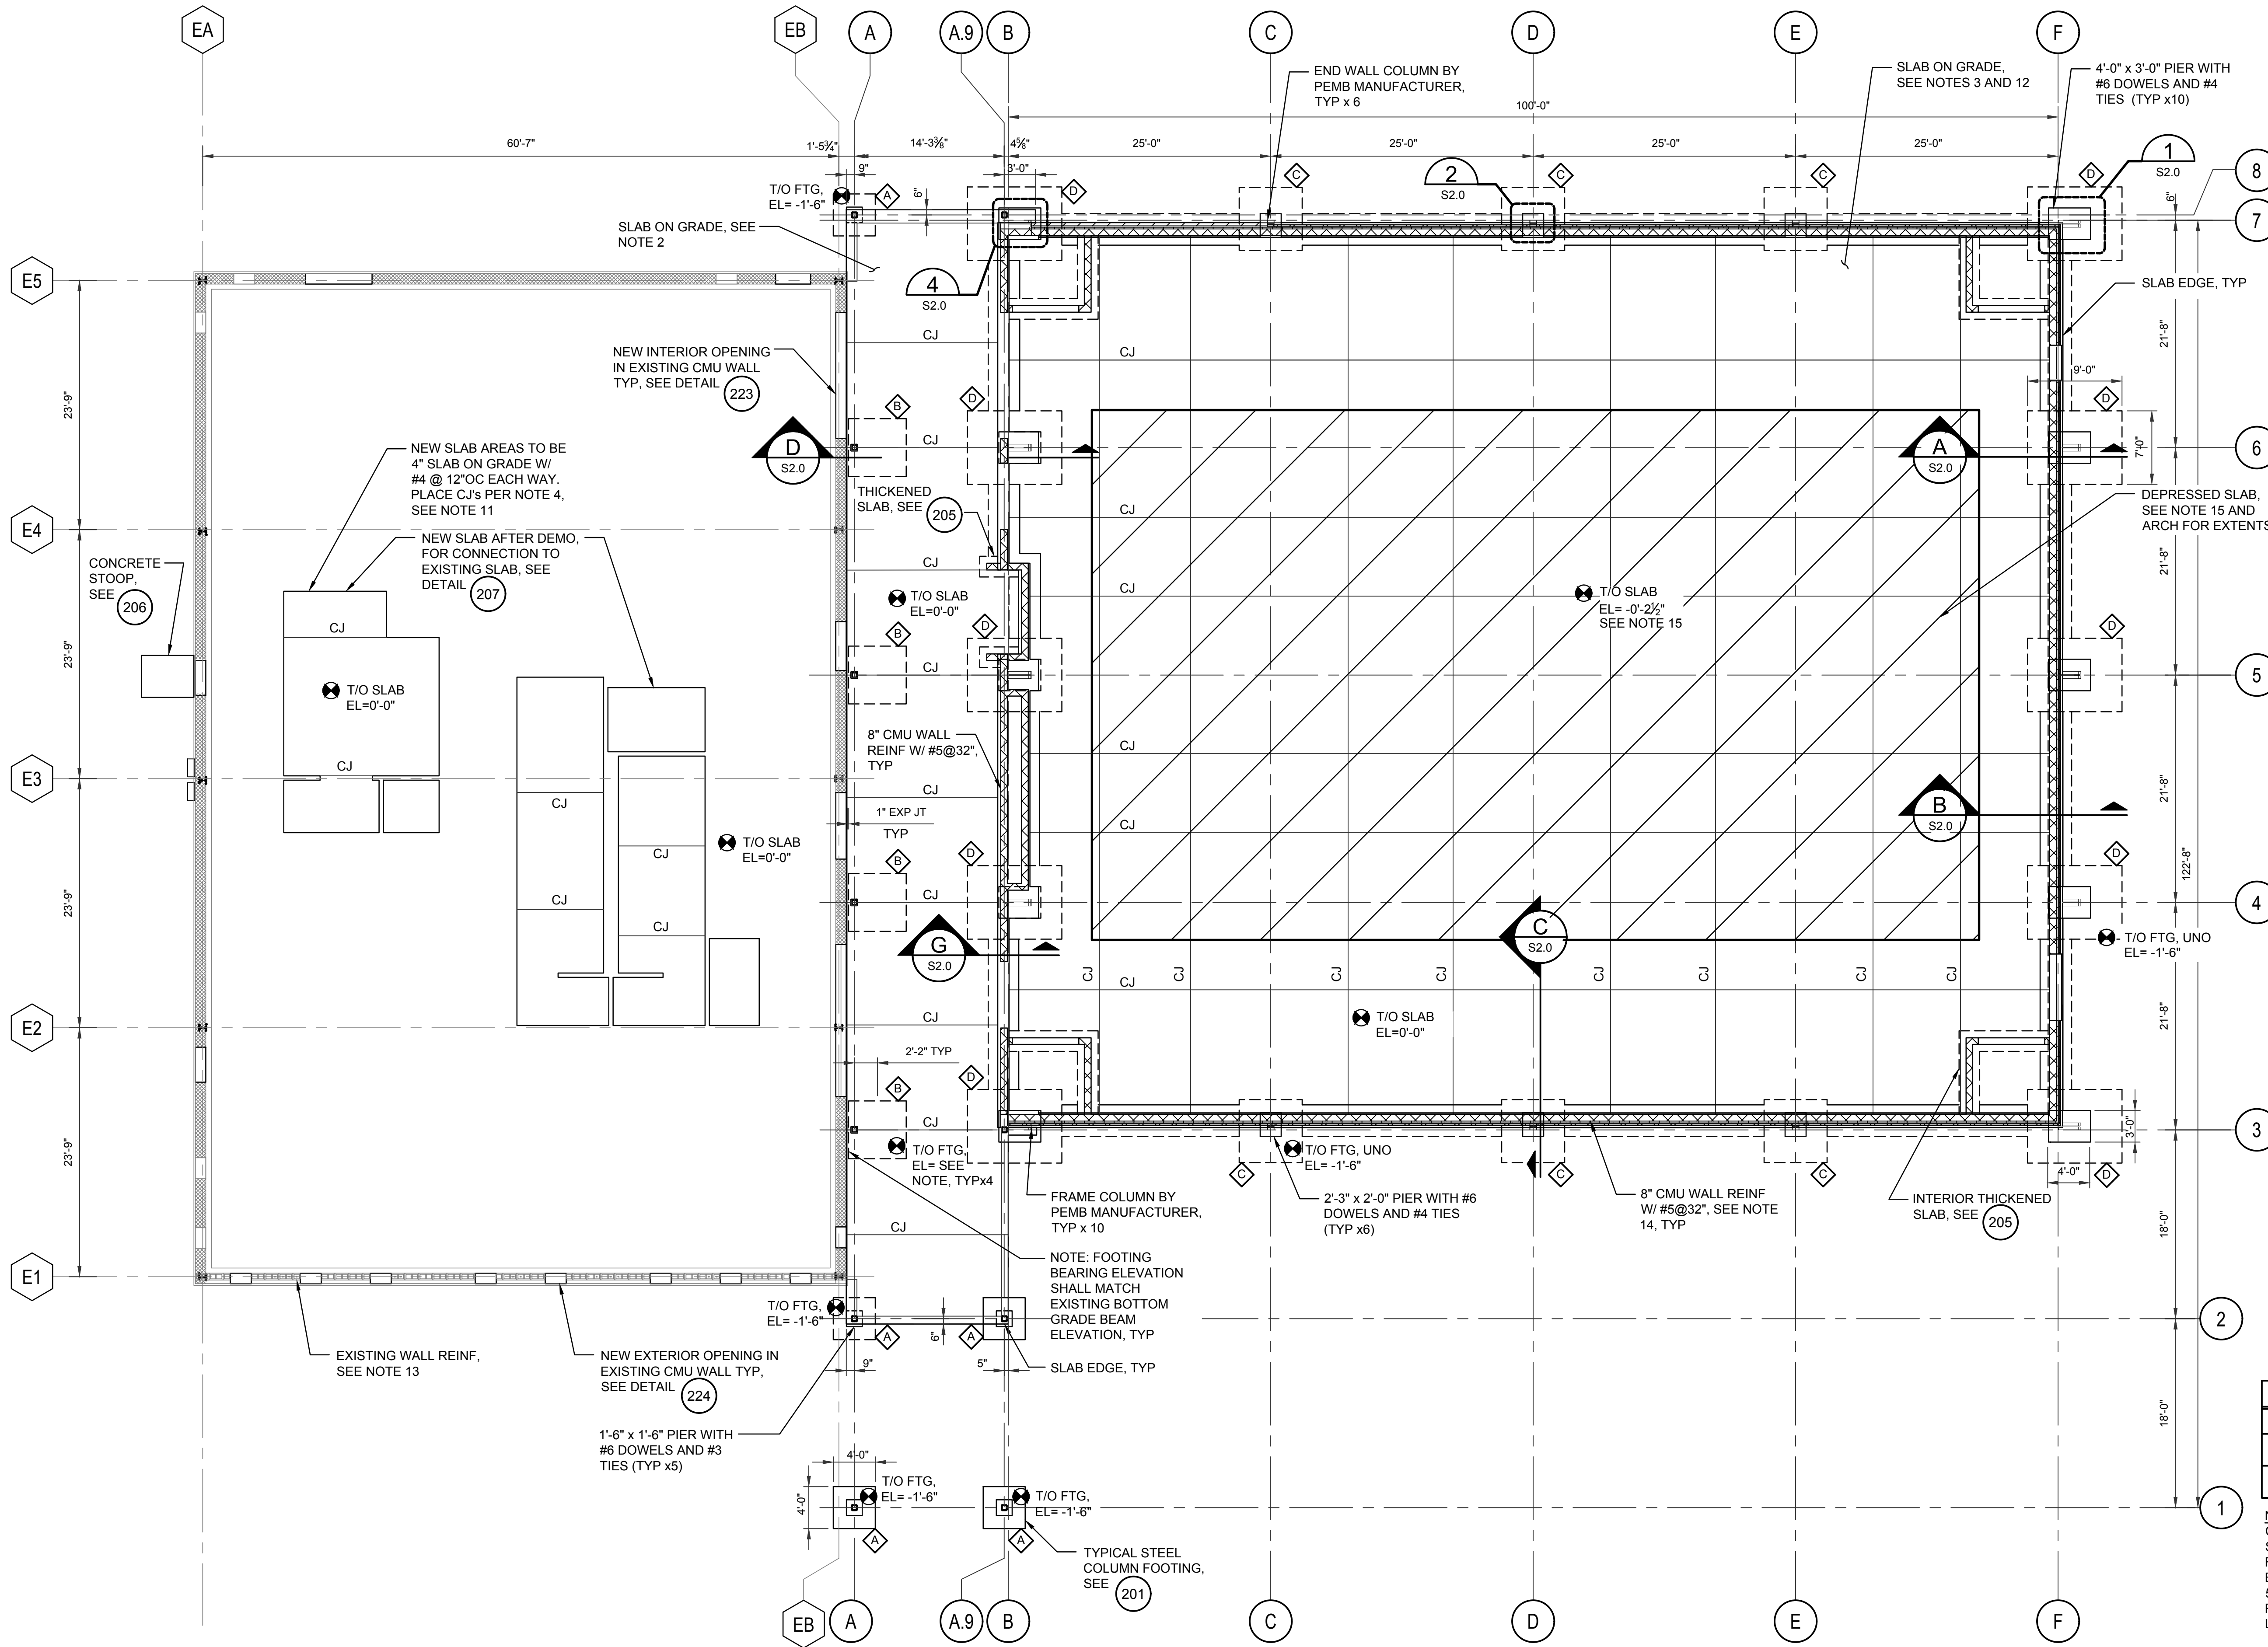 EA
EB
A
A.9
B
C
D
E
F
END WALL COLUMN BY
PEMB MANUFACTURER,
TYP x 6
SLAB ON GRADE,
SEE NOTES 3 AND 12
4'-0" x 3'-0" PIER WITH
#6 DOWELS AND #4
TIES (TYP x10)
100'-0"
60'-7"
1'-5¾"
14'-3⅜"
4⅝"
25'-0"
25'-0"
25'-0"
25'-0"
9"
3'-0"
6"
6"
T/O FTG,
EL= -1'-6"
A
D
C
2
S2.0
C
C
D
1
S2.0
8
7
SLAB ON GRADE, SEE
NOTE 2
4
S2.0
SLAB EDGE, TYP
E5
CJ
CJ
NEW INTERIOR OPENING
IN EXISTING CMU WALL
TYP, SEE DETAIL
223
21'-8"
9'-0"
23'-9"
B
D
D
NEW SLAB AREAS TO BE
4" SLAB ON GRADE W/
#4 @ 12"OC EACH WAY.
PLACE CJ's PER NOTE 4,
SEE NOTE 11
D
S2.0
CJ
A
S2.0
7'-0"
6
THICKENED
SLAB, SEE
205
CJ
DEPRESSED SLAB,
SEE NOTE 15 AND
ARCH FOR EXTENTS
E4
NEW SLAB AFTER DEMO,
FOR CONNECTION TO
EXISTING SLAB, SEE
DETAIL
207
CONCRETE
STOOP,
SEE
206
CJ
CJ
21'-8"
T/O SLAB
EL=0'-0"
T/O SLAB
EL= -0'-2½"
SEE NOTE 15
CJ
B
D
D
23'-9"
T/O SLAB
EL=0'-0"
CJ
5
8" CMU WALL
REINF W/ #5@32",
TYP
CJ
E3
CJ
CJ
CJ
21'-8"
B
S2.0
1" EXP JT
TYP
CJ
T/O SLAB
EL=0'-0"
CJ
B
D
D
122'-8"
23'-9"
CJ
CJ
CJ
4
G
S2.0
C
S2.0
T/O FTG, UNO
EL= -1'-6"
CJ
CJ
CJ
CJ
CJ
CJ
CJ
CJ
CJ
E2
CJ
T/O SLAB
EL=0'-0"
21'-8"
2'-2" TYP
B
D
CJ
3'-0"
3
23'-9"
T/O FTG,
EL= SEE
NOTE, TYPx4
T/O FTG, UNO
EL= -1'-6"
C
C
C
4'-0"
D
FRAME COLUMN BY
PEMB MANUFACTURER,
TYP x 10
2'-3" x 2'-0" PIER WITH #6
DOWELS AND #4 TIES
(TYP x6)
8" CMU WALL REINF
W/ #5@32", SEE NOTE
14, TYP
INTERIOR THICKENED
SLAB, SEE
205
CJ
18'-0"
E1
NOTE: FOOTING
BEARING ELEVATION
SHALL MATCH
EXISTING BOTTOM
GRADE BEAM
ELEVATION, TYP
T/O FTG,
EL= -1'-6"
A
6"
A
2
EXISTING WALL REINF,
SEE NOTE 13
NEW EXTERIOR OPENING IN
EXISTING CMU WALL TYP,
SEE DETAIL
224
9"
5"
SLAB EDGE, TYP
18'-0"
1'-6" x 1'-6" PIER WITH
#6 DOWELS AND #3
TIES (TYP x5)
4'-0"
4'-0"
T/O FTG,
EL= -1'-6"
T/O FTG,
EL= -1'-6"
A
A
1
TYPICAL STEEL
COLUMN FOOTING,
SEE
201
EB
A
A.9
B
C
D
E
F